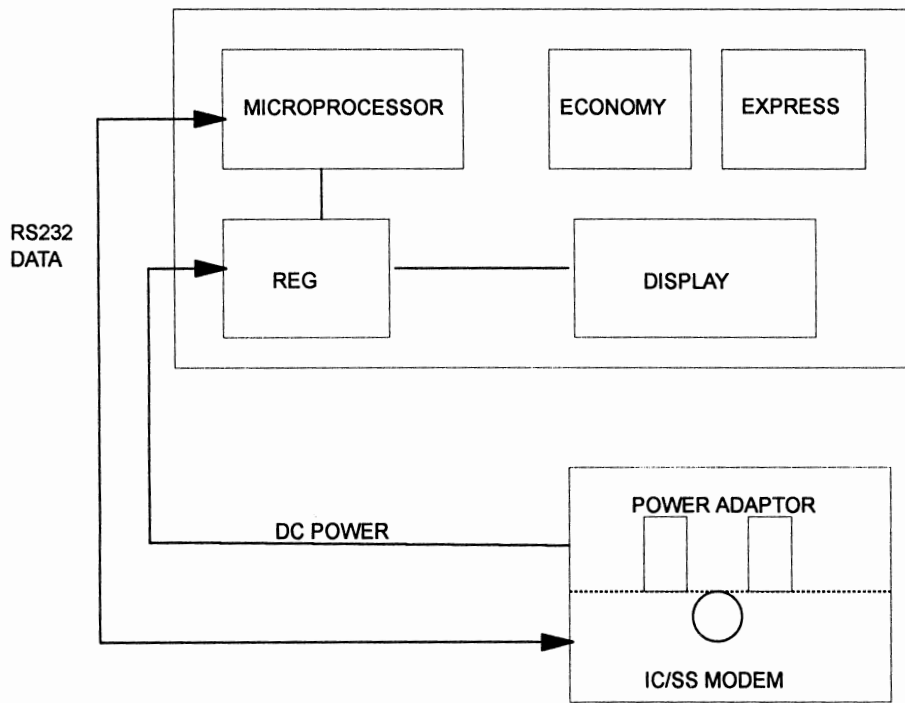 MICROPROCESSOR
ECONOMY
EXPRESS
RS232
DATA
REG
DISPLAY
DC POWER
POWER ADAPTOR
IC/SS MODEM